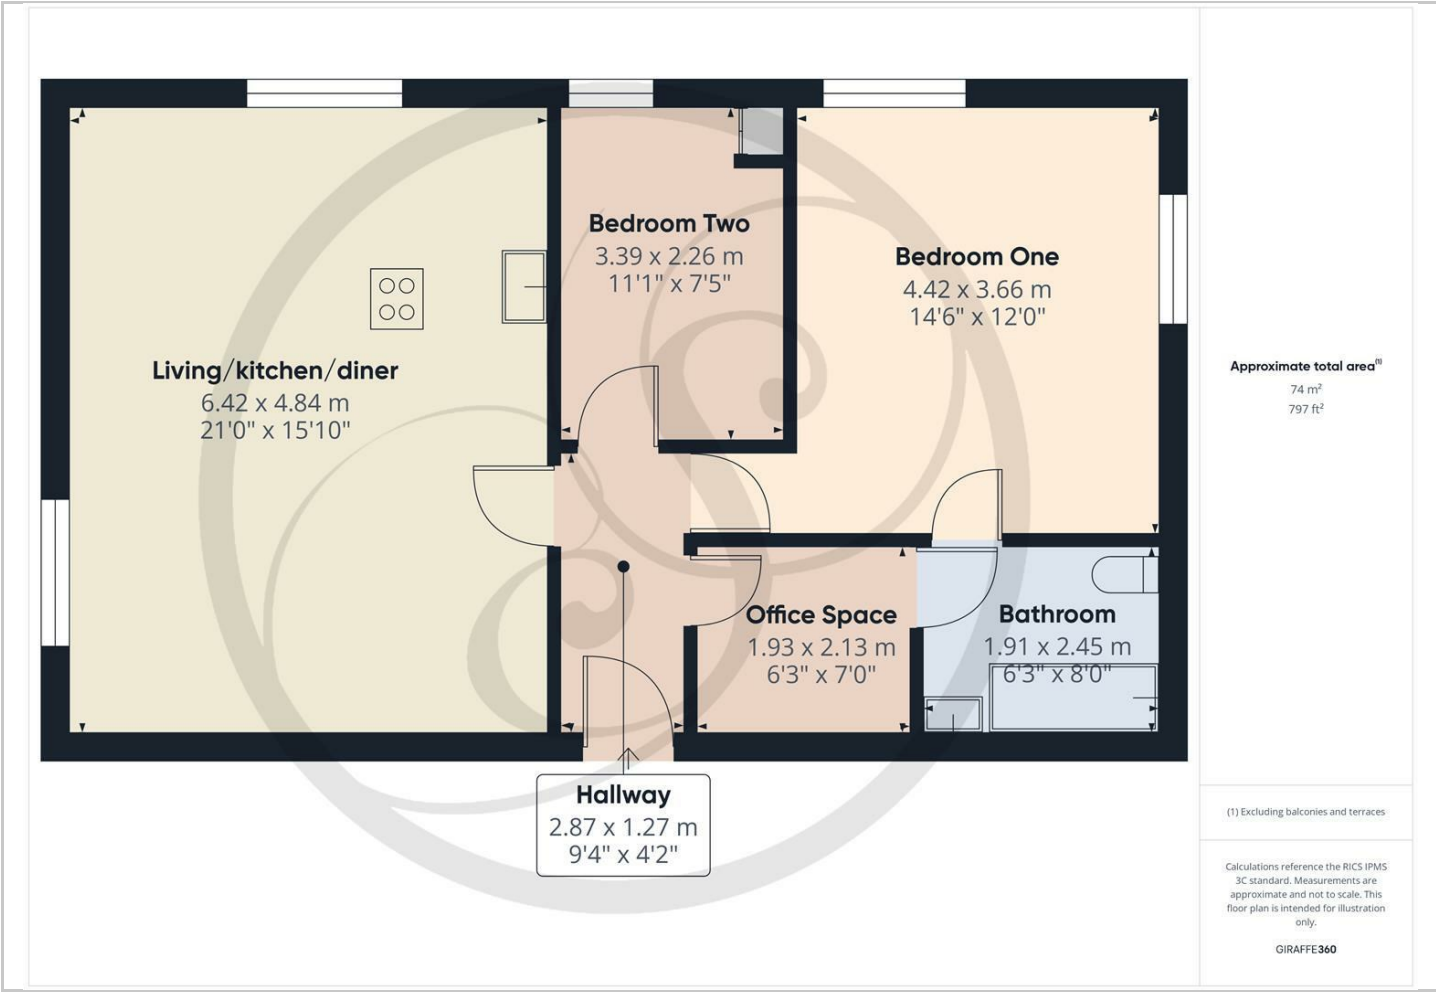 Bedroom Two
3.39 x 2.26 m
11'1" x 7'5"
Bedroom One
4.42 x 3.66 m
14'6" x 12'0"
Living/kitchen/diner
6.42 x 4.84 m
21'0" x 15'10"
Office Space
1.93 x 2.13 m
6'3" x 7'0"
Bathroom
1.91 x 2.45 m
6'3" x 8'0"
Hallway
2.87 x 1.27 m
9'4" x 4'2"
Approximate total area(1)
74 m²
797 ft²
(1) Excluding balconies and terraces
Calculations reference the RICS IPMS
3C standard. Measurements are
approximate and not to scale. This
floor plan is intended for illustration
only.
GIRAFFE360